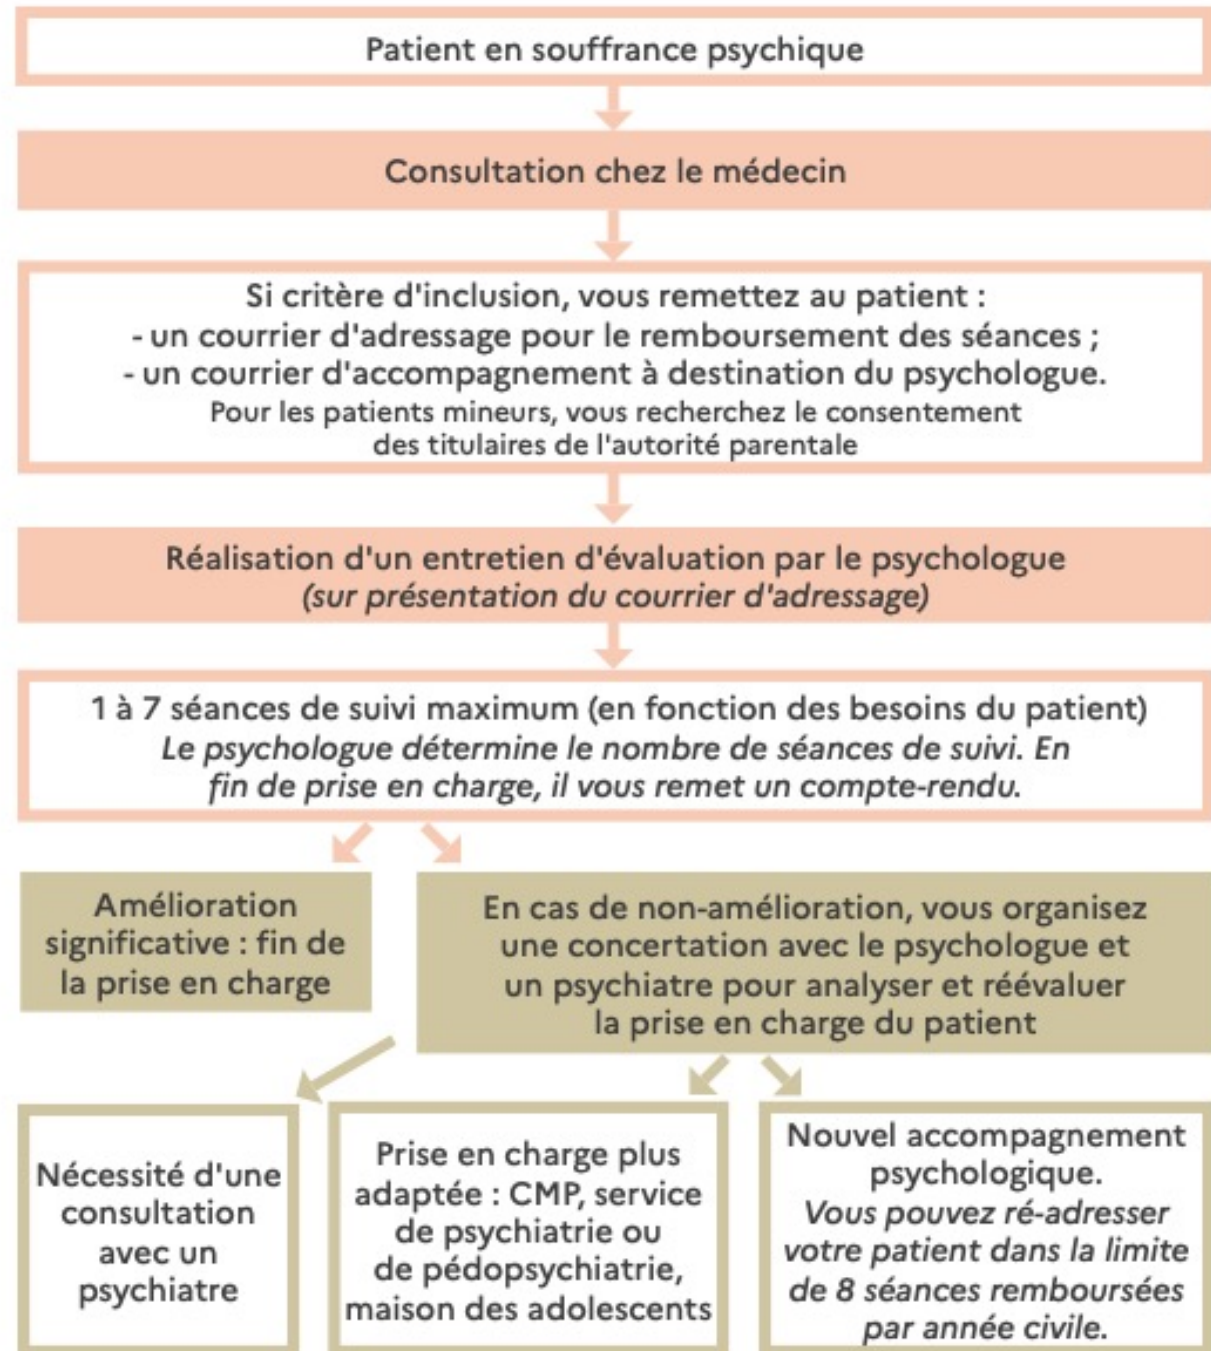 Patient en souffrance psychique
Consultation chez le médecin
Si critère d'inclusion, vous remettez au patient :
- un courrier d'adressage pour le remboursement des séances ;
- un courrier d'accompagnement à destination du psychologue.
Pour les patients mineurs, vous recherchez le consentement
des titulaires de l'autorité parentale
Réalisation d'un entretien d'évaluation par le psychologue
(sur présentation du courrier d'adressage)
1 à 7 séances de suivi maximum (en fonction des besoins du patient)
Le psychologue détermine le nombre de séances de suivi. En
fin de prise en charge, il vous remet un compte-rendu.
Amélioration
significative : fin de
la prise en charge
En cas de non-amélioration, vous organisez
une concertation avec le psychologue et
un psychiatre pour analyser et réévaluer
la prise en charge du patient
Nécessité d'une
consultation
avec un
psychiatre
Prise en charge plus
adaptée : CMP, service
de psychiatrie ou
de pédopsychiatrie,
maison des adolescents
Nouvel accompagnement
psychologique.
Vous pouvez ré-adresser
votre patient dans la limite
de 8 séances remboursées
par année civile.